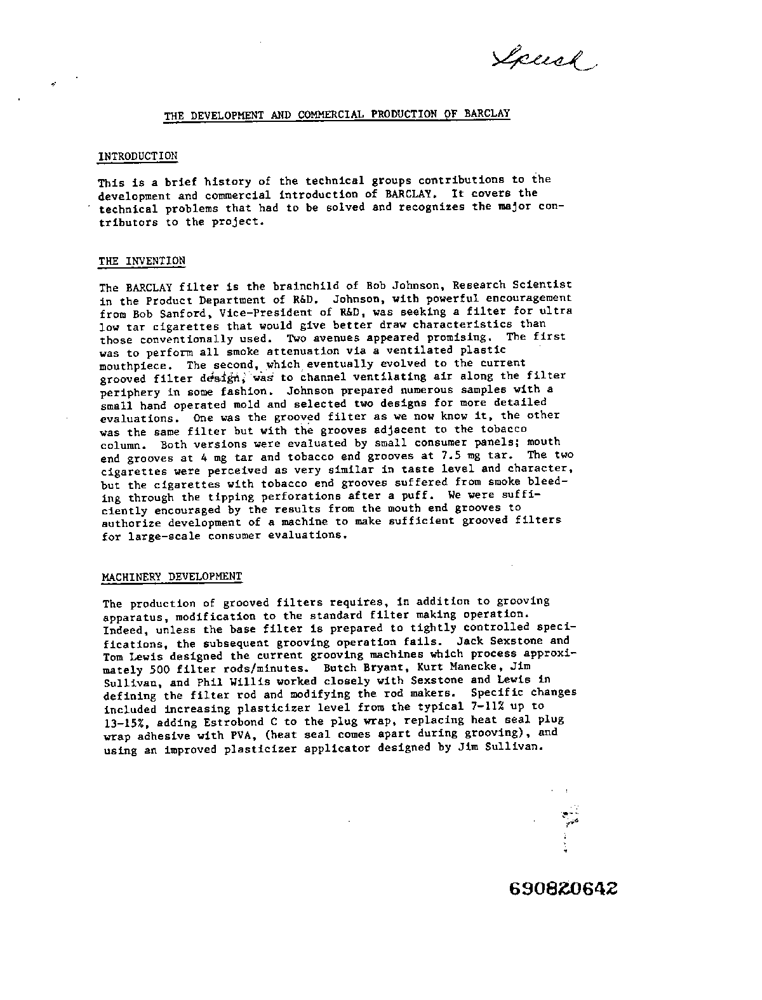 THE DEVELOPMENT AND COMMERCIAL PRODUCTION OF BARCLAY
INTRODUCTION
This is a brief history of the technical groups contributions to the
development and commercial introduction of BARCLAY. It covers the
technical problems that had to be solved and recognizes the major con-
tributors to the project.
THE INVENTION
The BARCLAY filter is the brainchild of Bob Johnson, Research Scientist
in the Product Department of R&D. Johnson, with powerful encouragement
from Bob Sanford, Vice-President of R&D, was seeking a filter for ultra
low tar cigarettes that would give better draw characteristics than
those conventionally used. Two avenues appeared promising. The first
was to perform all smoke attenuation via a ventilated plastic
mouthpiece. The second, which eventually evolved to the current
grooved filter design, was to channel ventilating air along the filter
periphery in some fashion. Johnson prepared numerous samples with a
small hand operated mold and selected two designs for more detailed
evaluations. One was the grooved filter as we now know it, the other
was the same filter but with the grooves adjacent to the tobacco
column. Both versions were evaluated by small consumer panels; mouth
end grooves at 4 mg tar and tobacco end grooves at 7.5 mg tar. The two
cigarettes were perceived as very similar in taste level and character,
but the cigarettes with tobacco end grooves suffered from smoke bleed-
ing through the tipping perforations after a puff. We were suffi-
ciently encouraged by the results from the mouth end grooves to
authorize development of a machine to make sufficient grooved filters
for large-scale consumer evaluations.
MACHINERY DEVELOPMENT
The production of grooved filters requires, in addition to grooving
apparatus, modification to the standard filter making operation.
Indeed, unless the base filter is prepared to tightly controlled speci-
fications, the subsequent grooving operation fails. Jack Sexstone and
Tom Lewis designed the current grooving machines which process approxi-
mately 500 filter rods/minutes. Butch Bryant, Kurt Manecke, Jim
Sullivan, and Phil Willis worked closely with Sexstone and Lewis in
defining the filter rod and modifying the rod makers. Specific changes
included increasing plasticizer level from the typical 7-11% up to
13-15%, adding Estrobond C to the plug wrap, replacing heat seal plug
wrap adhesive with PVA, (heat seal comes apart during grooving), and
using an improved plasticizer applicator designed by Jim Sullivan.
690820642